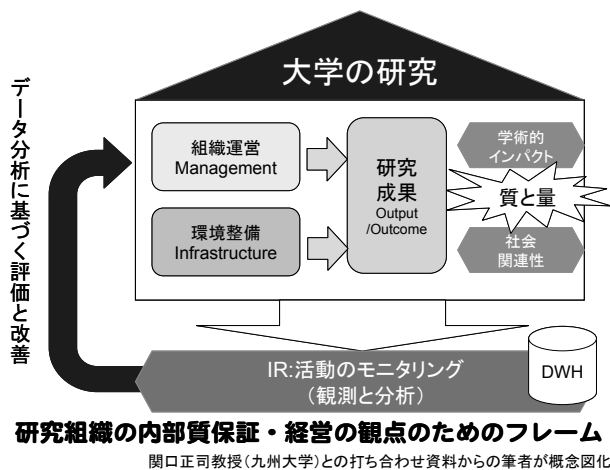 大学の研究
データ分析に基づく評価と改善
組織運営
Management
環境整備
Infrastructure
研究
成果
Output
/Outcome
学術的
インパクト
質と量
社会
関連性
IR:活動のモニタリング
（観測と分析）
DWH
研究組織の内部質保証・経営の観点のためのフレーム
関口正司教授（九州大学）との打ち合わせ資料からの筆者が概念図化